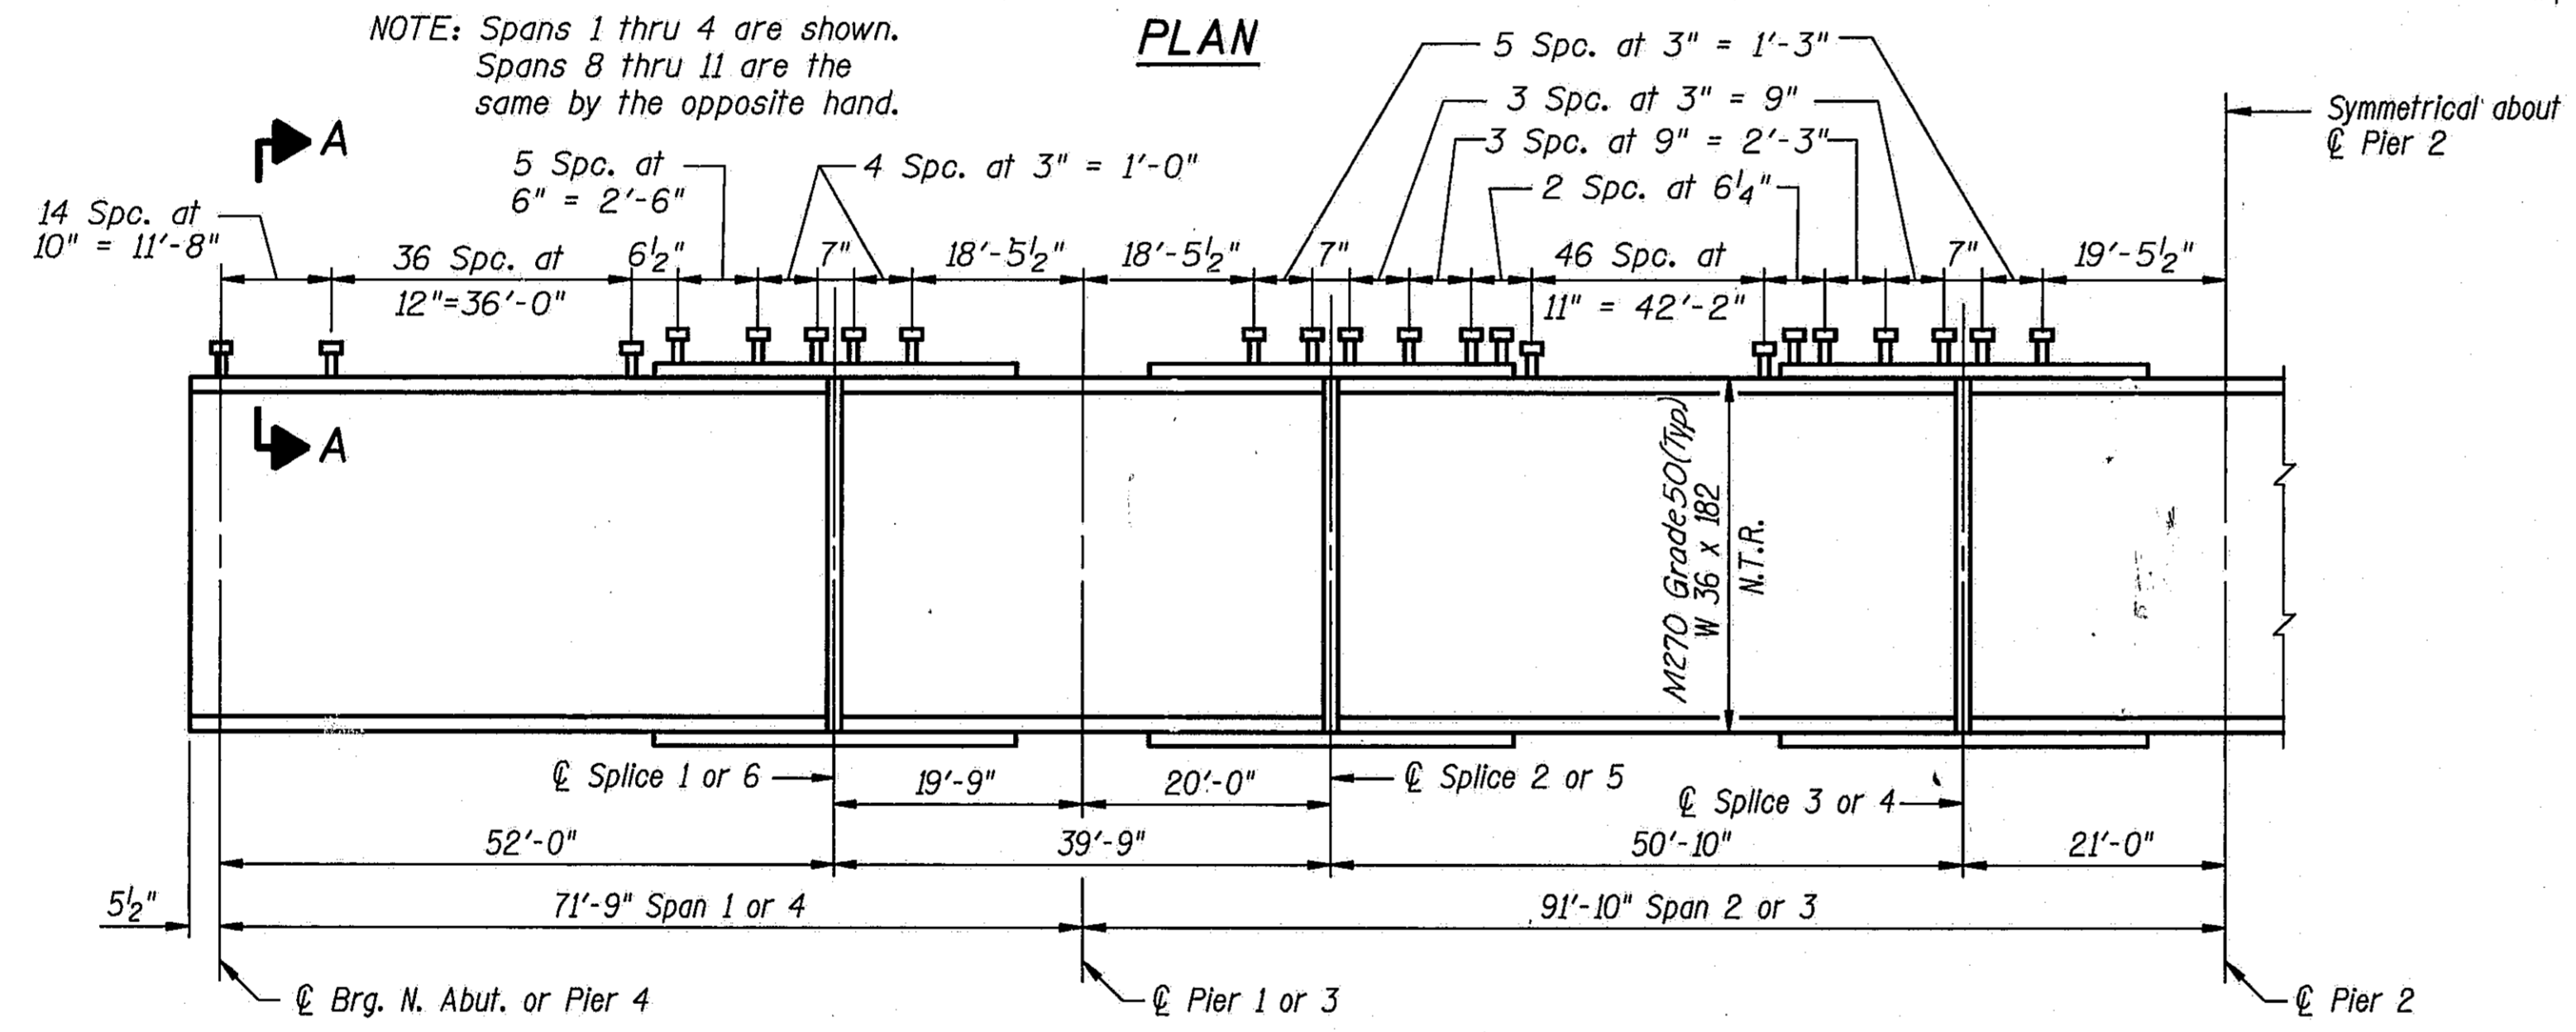 NOTE: Spans 1 thru 4 are shown.
Spans 8 thru 11 are the
same by the opposite hand.
PLAN
5 Spc. at 3" = 1'-3"
3 Spc. at 3" = 9"
3 Spc. at 9" = 2'-3"
2 Spc. at 6¼"
Symmetrical about
℄ Pier 2
A
5 Spc. at
6" = 2'-6"
4 Spc. at 3" = 1'-0"
14 Spc. at
10" = 11'-8"
36 Spc. at
12"=36'-0"
6½"
7"
18'-5½"
18'-5½"
7"
46 Spc. at
11" = 42'-2"
7"
19'-5½"
A
M270 Grade 50(Typ)
W 36 x 182
N.T.R.
℄ Splice 1 or 6
19'-9"
20'-0"
℄ Splice 2 or 5
℄ Splice 3 or 4
52'-0"
39'-9"
50'-10"
21'-0"
5½"
71'-9" Span 1 or 4
91'-10" Span 2 or 3
℄ Brg. N. Abut. or Pier 4
℄ Pier 1 or 3
℄ Pier 2